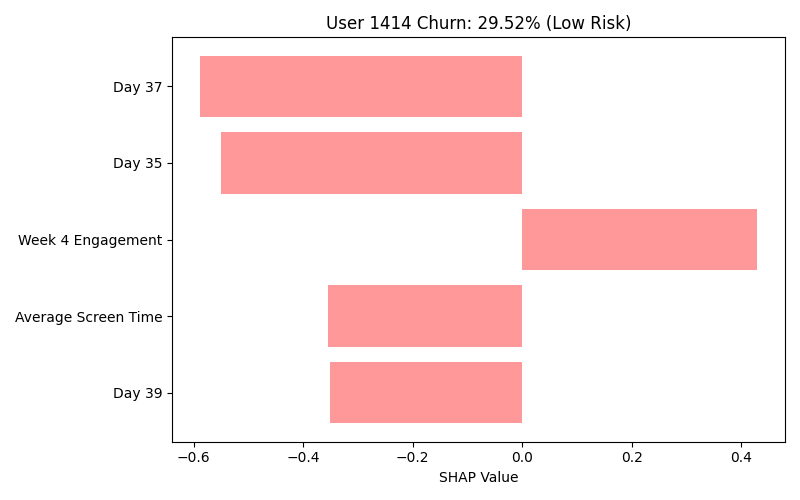 User 1414 Churn: 29.52% (Low Risk)
Day 37
Day 35
Week 4 Engagement
Average Screen Time
Day 39
−0.6 −0.4 −0.2 0.0 0.2 0.4
SHAP Value